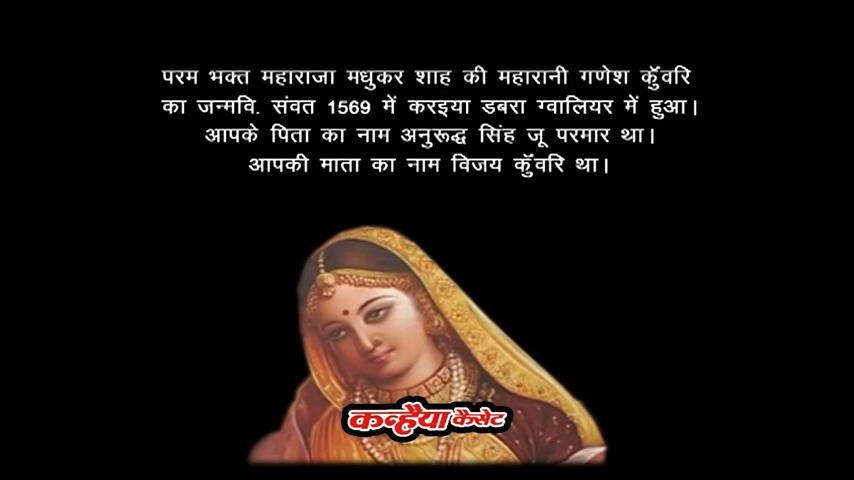 परम भक्त महाराजा मधुकर शाह की महारानी गणेश कुँवरि
का जन्मवि. संवत 1569 में करइया डबरा ग्वालियर में हुआ।
आपके पिता का नाम अनुरूद्ध सिंह जू परमार था।
आपकी माता का नाम विजय कुँवरि था।
कन्हैया कैसेट